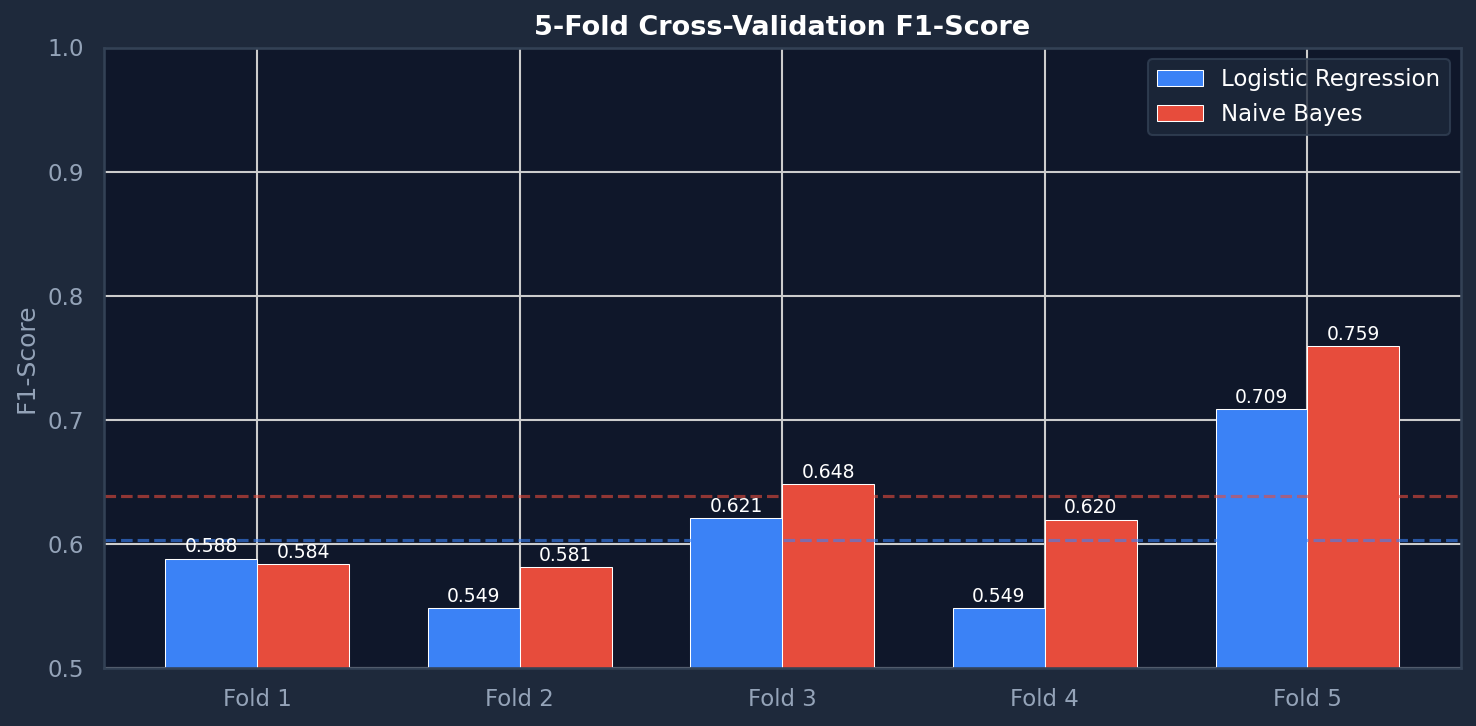 5-Fold Cross-Validation F1-Score
Logistic Regression
Naive Bayes
F1-Score
1.0
0.9
0.8
0.7
0.6
0.5
0.588
0.584
0.549
0.581
0.621
0.648
0.549
0.620
0.709
0.759
Fold 1
Fold 2
Fold 3
Fold 4
Fold 5